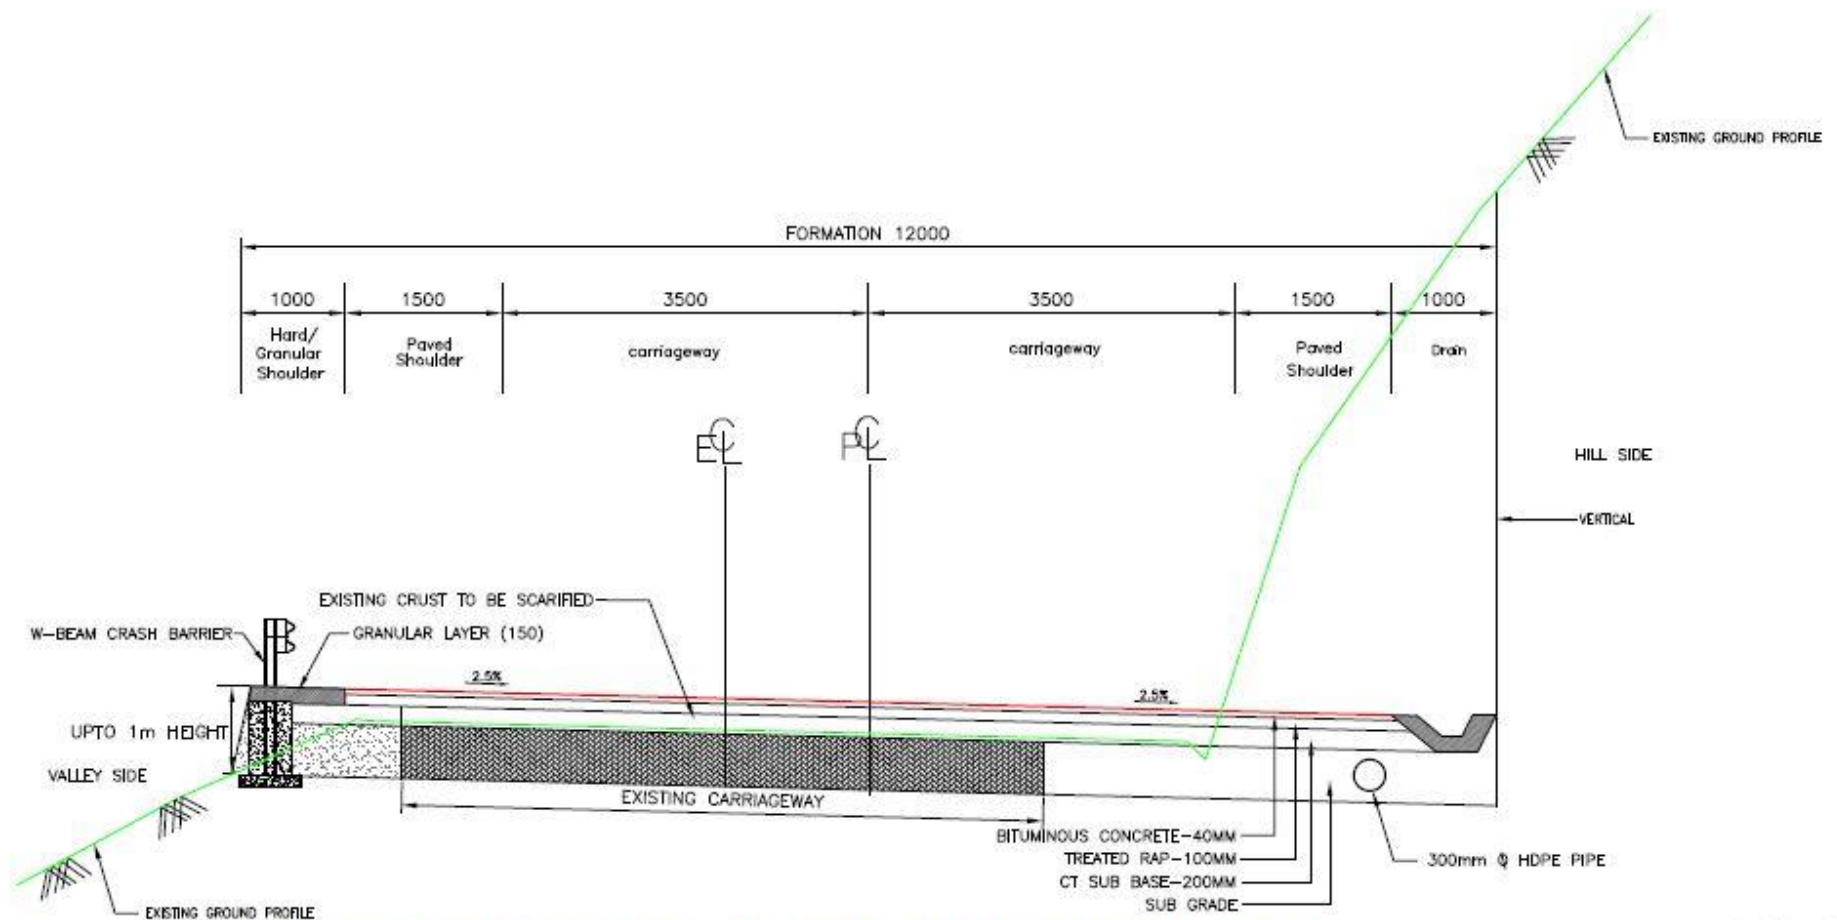 EXISTING GROUND PROFILE
FORMATION 12000
1000
1500
3500
3500
1500
1000
Hard/
Granular
Shoulder
Paved
Shoulder
carriageway
carriageway
Paved
Shoulder
Drain
E℄
P℄
HILL SIDE
VERTICAL
EXISTING CRUST TO BE SCARIFIED
W-BEAM CRASH BARRIER
GRANULAR LAYER (150)
2.5%
2.5%
UPTO 1m HEIGHT
VALLEY SIDE
EXISTING CARRIAGEWAY
BITUMINOUS CONCRETE-40MM
TREATED RAP-100MM
300mm ϕ HDPE PIPE
CT SUB BASE-200MM
SUB GRADE
EXISTING GROUND PROFILE